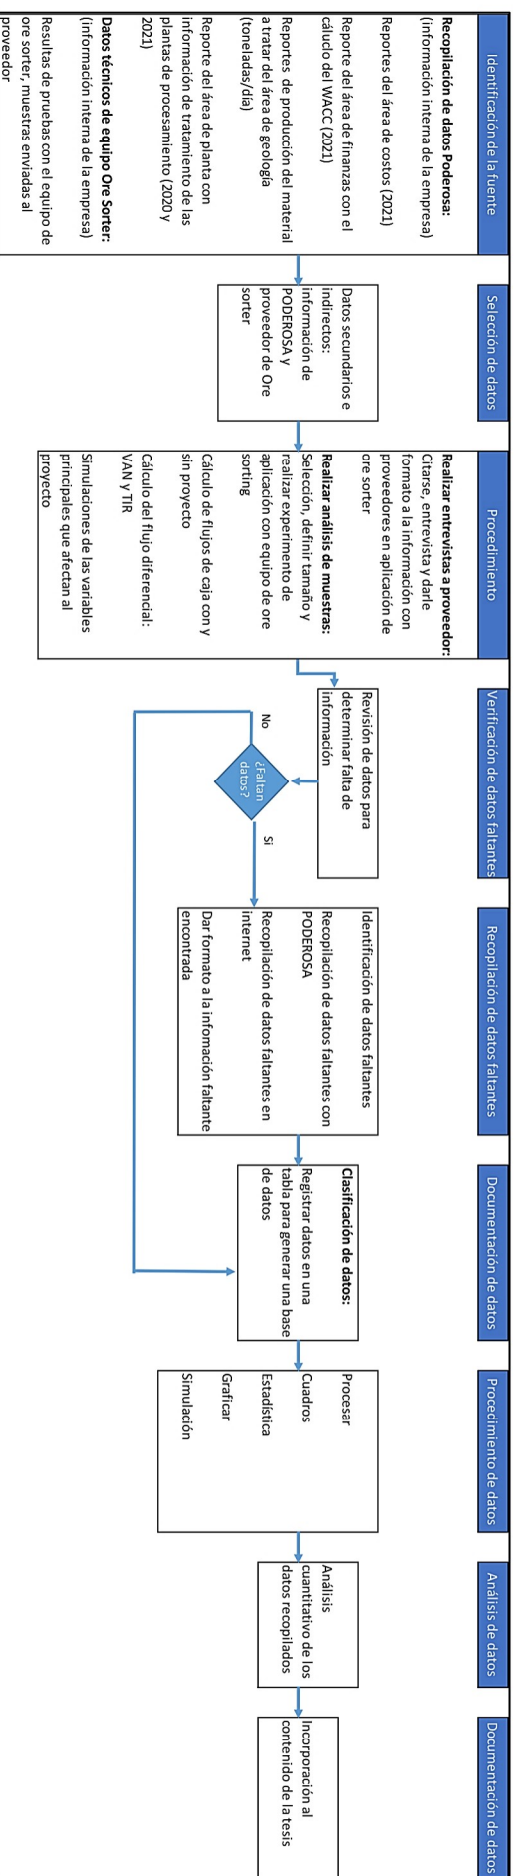 Identificación de la fuente
Recopilación de datos Poderosa:
(información interna de la empresa)
Reportes del área de costos (2021)
Reporte del área de finanzas con el
cáludo del WACC (2021)
Reportes de producción del material
a tratar del área de geología
(toneladas/día)
Reporte del área de planta con
información de tratamiento de las
plantas de procesamiento (2020 y
2021)
Datos técnicos de equipo Ore Sorter:
(información interna de la empresa)
Resultas de pruebas con el equipo de
ore sorter, muestras enviadas al
proveedor
Selección de datos
Datos secundarios e
indirectos:
información de
PODEROSA y
proveedor de Ore
sorter
Procedimiento
Realizar entrevistas a proveedor:
Citarse, entrevista y darle
formato a la información con
proveedores en aplicación de
ore sorter
Realizar análisis de muestras:
Selección, definir tamaño y
realizar experimento de
aplicación con equipo de ore
sorting
Cálculo de flujos de caja con y
sin proyecto
Cálculo del flujo diferencial:
VAN y TIR
Simulaciones de las variables
principales que afectan al
proyecto
Verificación de datos faltantes
Revisión de datos para
determinar falta de
información
¿Faltan
datos?
No
Si
Recopilación de datos faltantes
Identificación de datos faltantes
Recopilación de datos faltantes con
PODEROSA
Recopilación de datos faltantes en
internet
Dar formato a la infomación faltante
encontrada
Documentación de datos
Clasificación de datos:
Registrar datos en una
tabla para generar una base
de datos
Procedimiento de datos
Procesar
Cuadros
Estadística
Graficar
Simulación
Análisis de datos
Análisis
cuantitativo de los
datos recopilados
Documentación de datos
Incorporación al
contenido de la tesis